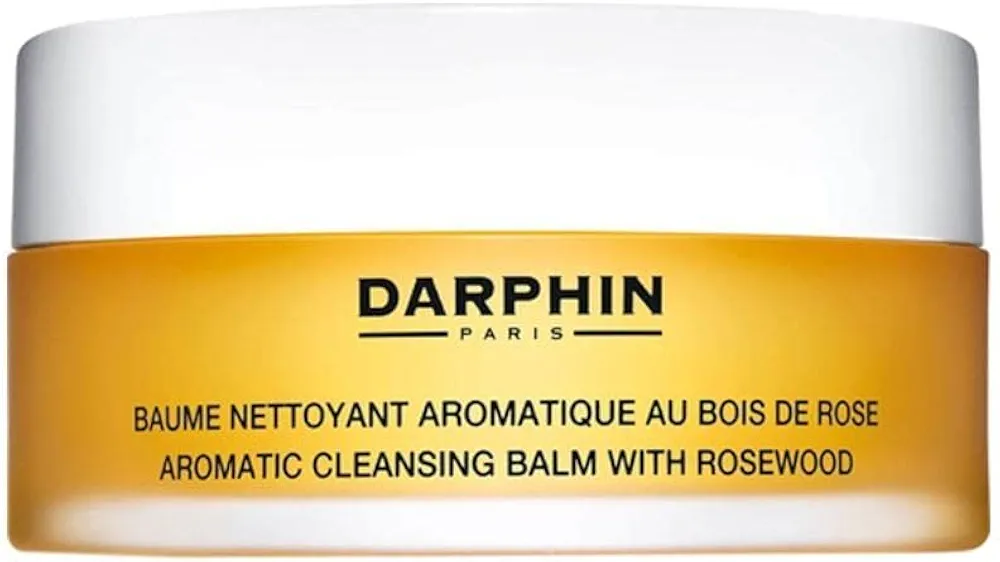 DARPHIN
PARIS
BAUME NETTOYANT AROMATIQUE AU BOIS DE ROSE
AROMATIC CLEANSING BALM WITH ROSEWOOD